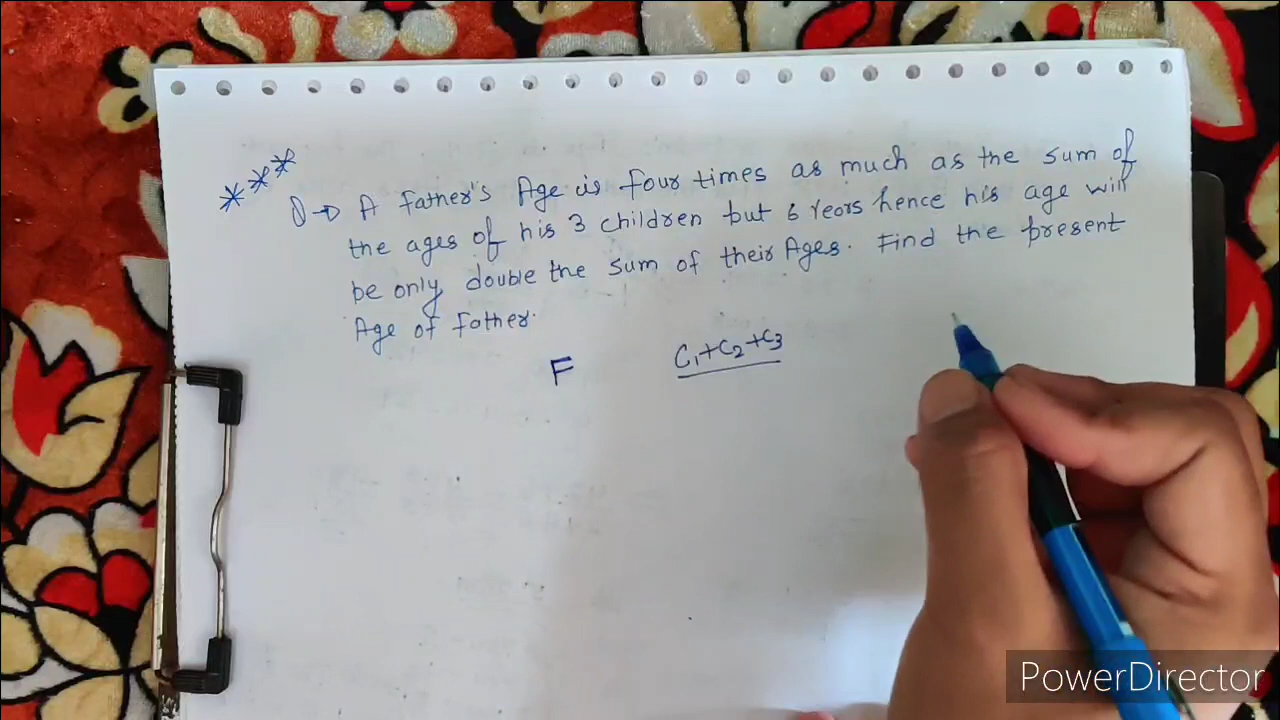 *** Q→ A Father's Age is four times as much as the sum of
the ages of his 3 children but 6 Years hence his age will
be only double the sum of their Ages. Find the present
Age of Father.
F C₁+C₂+C₃
PowerDirector